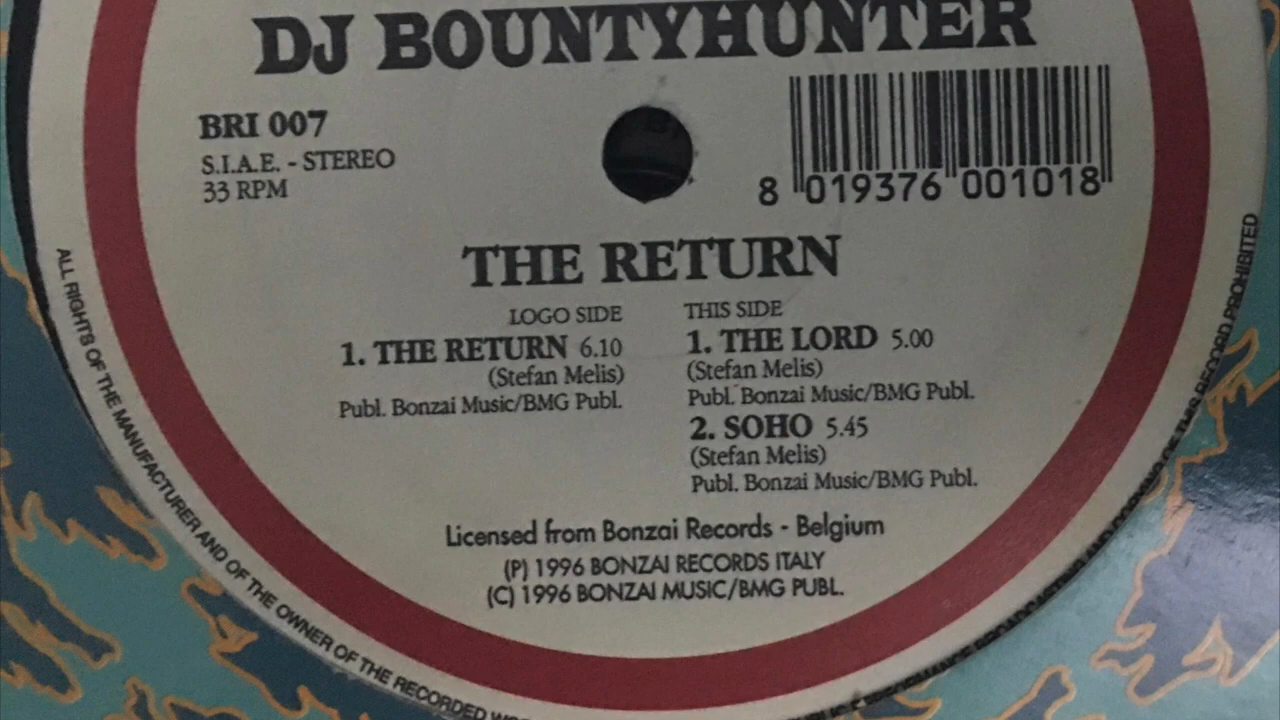 DJ BOUNTYHUNTER
BRI 007
S.I.A.E. - STEREO
33 RPM
8 019376 001018
THE RETURN
LOGO SIDE
1. THE RETURN 6.10
(Stefan Melis)
Publ. Bonzai Music/BMG Publ.
THIS SIDE
1. THE LORD 5.00
(Stefan Melis)
Publ. Bonzai Music/BMG Publ.
2. SOHO 5.45
(Stefan Melis)
Publ. Bonzai Music/BMG Publ.
Licensed from Bonzai Records - Belgium
(P) 1996 BONZAI RECORDS ITALY
(C) 1996 BONZAI MUSIC/BMG PUBL.
ALL RIGHTS OF THE MANUFACTURER AND OF THE OWNER OF THE RECORDED
OF THIS RECORD PROHIBITED